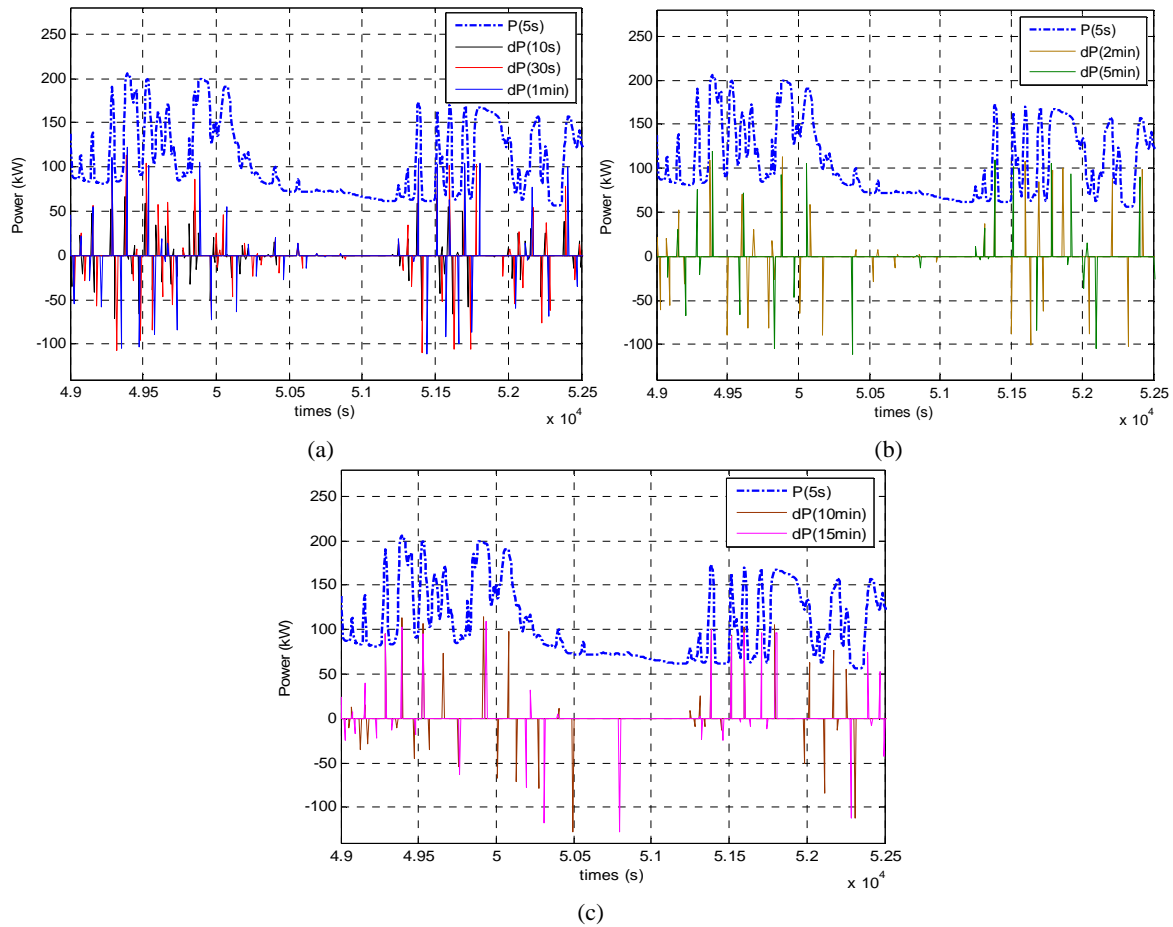 P(5s)
dP(10s)
dP(30s)
dP(1min)
250
200
150
100
50
0
-50
-100
Power (kW)
4.9 4.95 5 5.05 5.1 5.15 5.2 5.25
times (s)
x 10^4
(a)
P(5s)
dP(2min)
dP(5min)
250
200
150
100
50
0
-50
-100
Power (kW)
4.9 4.95 5 5.05 5.1 5.15 5.2 5.25
times (s)
x 10^4
(b)
P(5s)
dP(10min)
dP(15min)
250
200
150
100
50
0
-50
-100
Power (kW)
4.9 4.95 5 5.05 5.1 5.15 5.2 5.25
times (s)
x 10^4
(c)